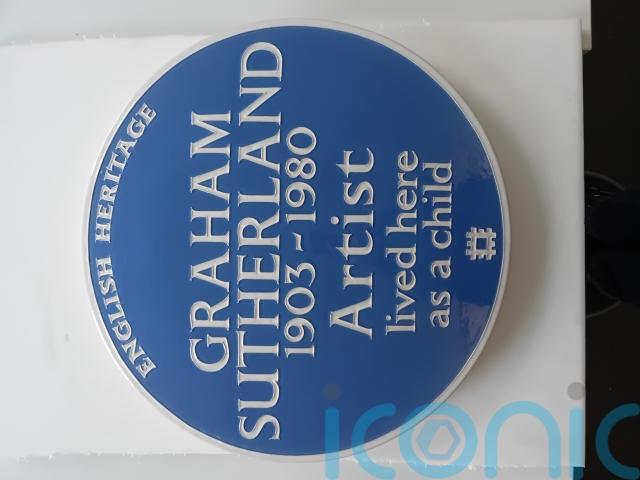 ENGLISH HERITAGE
GRAHAM
SUTHERLAND
1903 ~ 1980
Artist
lived here
as a child
iconic